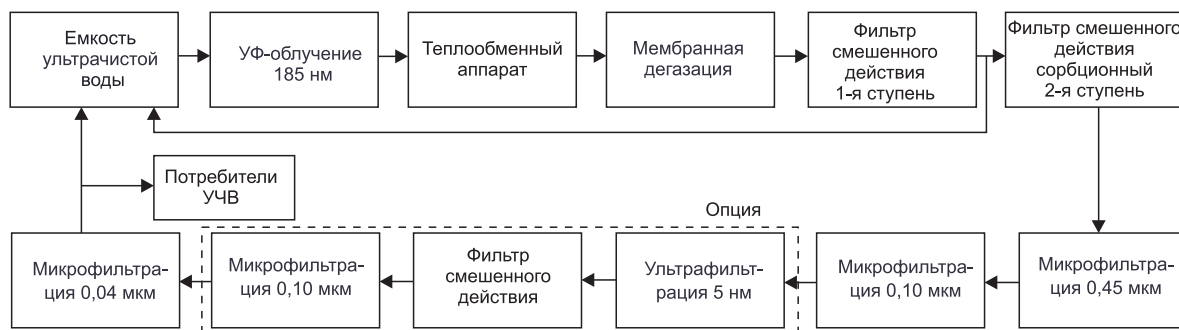 Емкость
ультрачистой
воды
УФ-облучение
185 нм
Теплообменный
аппарат
Мембранная
дегазация
Фильтр
смешенного
действия
1-я ступень
Фильтр смешенного
действия
сорбционный
2-я ступень
Потребители
УЧВ
Опция
Микрофильтра-
ция 0,04 мкм
Микрофильтра-
ция 0,10 мкм
Фильтр
смешенного
действия
Ультрафильт-
рация 5 нм
Микрофильтра-
ция 0,10 мкм
Микрофильтра-
ция 0,45 мкм